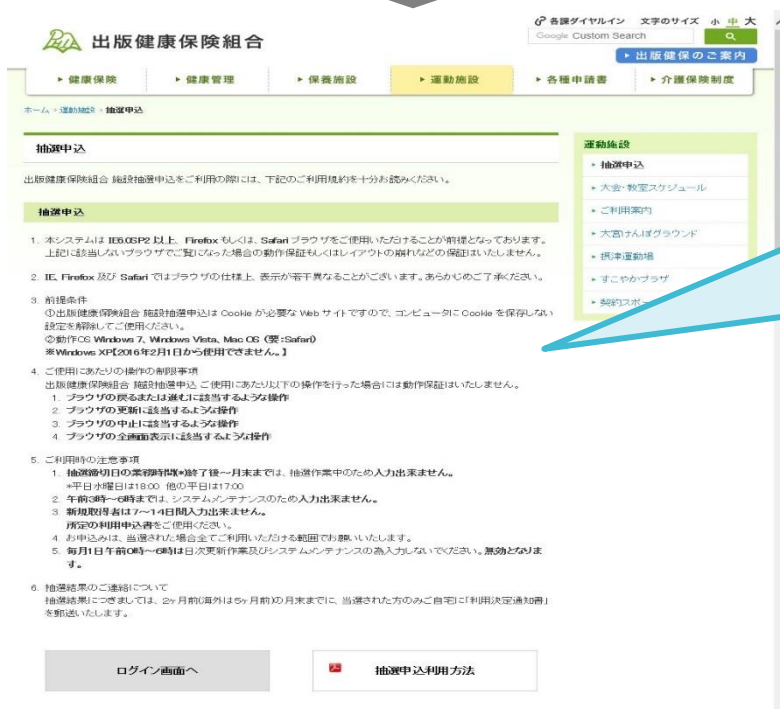 各課ダイヤルイン 文字のサイズ 小 中 大
出版健康保険組合
Google Custom Search
出版健保のご案内
健康保険 健康管理 保養施設 運動施設 各種申請書 介護保険制度
ホーム > 運動施設 > 抽選申込
抽選申込
出版健康保険組合 施設抽選申込をご利用の際には、下記のご利用規約を十分お読みください。
抽選申込
1. 本システムは IE6.0SP2 以上、Firefox もしくは、Safari ブラウザをご使用いただけることが前提となっております。
上記に該当しないブラウザでご覧になった場合の動作保証もしくはレイアウトの崩れなどの保証はいたしません。
2. IE, Firefox 及び Safari ではブラウザの仕様上、表示が若干異なることがございます。あらかじめご了承ください。
3. 前提条件
①出版健康保険組合 施設抽選申込は Cookie が必要な Web サイトですので、コンピュータに Cookie を保存しない
設定を解除してご使用ください。
②動作OS Windows 7、Windows Vista、Mac OS (要:Safari)
※Windows XP【2016年2月1日から使用できません。】
4. ご使用にあたりの操作の制限事項
出版健康保険組合 施設抽選申込 ご使用にあたり以下の操作を行った場合には動作保証はいたしません。
1. ブラウザの戻るまたは進むに該当するような操作
2. ブラウザの更新に該当するような操作
3. ブラウザの中止に該当するような操作
4. ブラウザの全画面表示に該当するような操作
5. ご利用時の注意事項
1. 抽選締切日の業務時間(*)終了後～月末までは、抽選作業中のため入力出来ません。
*平日水曜日は18:00 他の平日は17:00
2. 午前3時～6時までは、システムメンテナンスのため入力出来ません。
3. 新規取得者は7～14日間入力出来ません。
所定の利用申込書をご使用ください。
4. お申込みは、当選された場合全てご利用いただける範囲でお願いいたします。
5. 毎月1日午前0時～6時は日次更新作業及びシステムメンテナンスの為入力しないでください。無効となりま
す。
6. 抽選結果のご連絡について
抽選結果につきましては、2ヶ月前(海外は5ヶ月前)の月末までに、当選された方のみご自宅に「利用決定通知書」
を郵送いたします。
ログイン画面へ 抽選申込利用方法
運動施設
抽選申込
大会・教室スケジュール
ご利用案内
大宮けんぽグラウンド
摂津運動場
すこやかプラザ
契約スポー